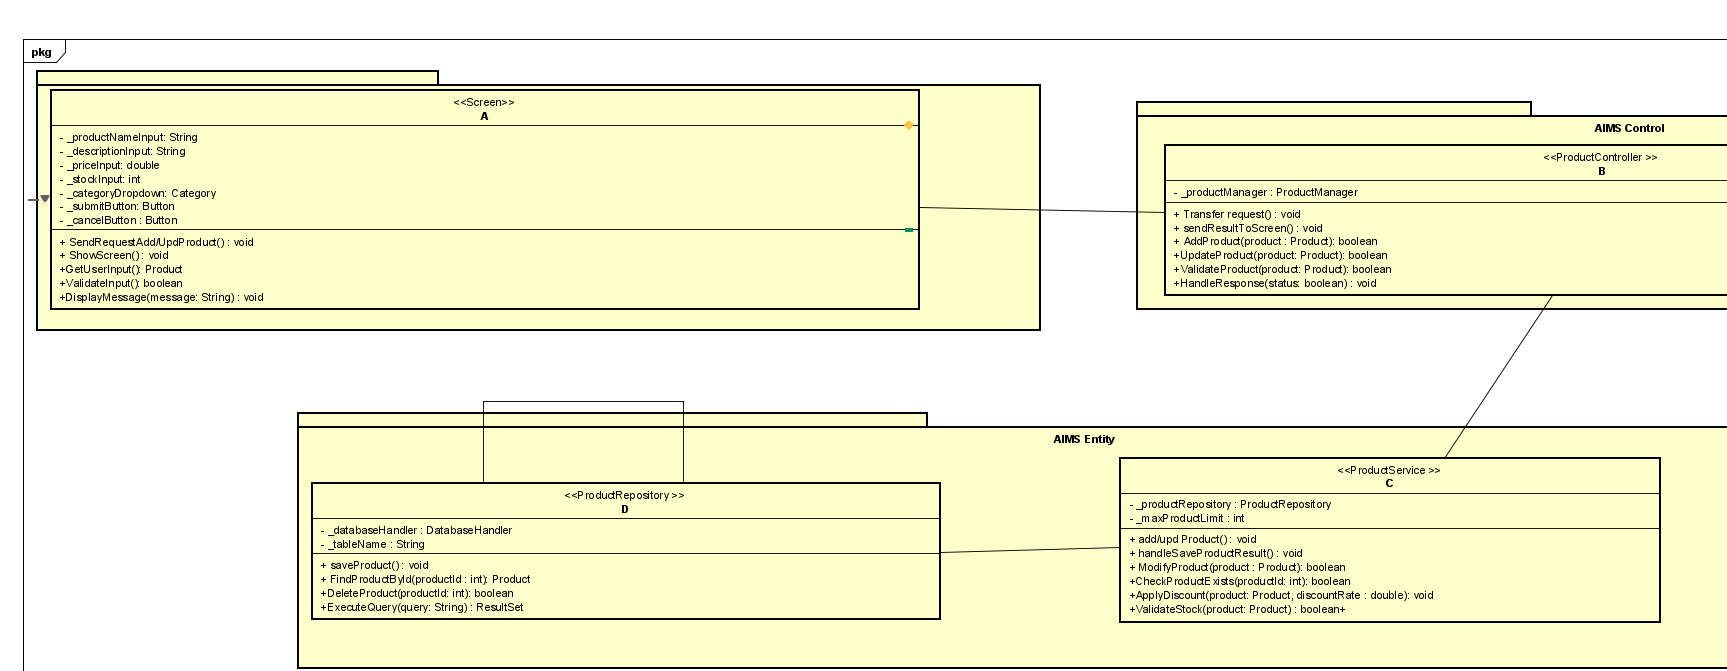 pkg
<<Screen>>
A
- _productNameInput: String
- _descriptionInput: String
- _priceInput: double
- _stockInput: int
- _categoryDropdown: Category
- _submitButton: Button
- _cancelButton : Button
+ SendRequestAdd/UpdProduct() : void
+ ShowScreen() : void
+GetUserInput(): Product
+ValidateInput(): boolean
+DisplayMessage(message: String) : void
AIMS Control
<<ProductController >>
B
- _productManager : ProductManager
+ Transfer request() : void
+ sendResultToScreen() : void
+ AddProduct(product : Product): boolean
+UpdateProduct(product: Product): boolean
+ValidateProduct(product: Product): boolean
+HandleResponse(status: boolean) : void
AIMS Entity
<<ProductRepository >>
D
- _databaseHandler : DatabaseHandler
- _tableName : String
+ saveProduct() : void
+ FindProductById(productId : int): Product
+DeleteProduct(productId: int): boolean
+ExecuteQuery(query: String) : ResultSet
<<ProductService >>
C
- _productRepository : ProductRepository
- _maxProductLimit : int
+ add/upd Product() : void
+ handleSaveProductResult() : void
+ ModifyProduct(product : Product): boolean
+CheckProductExists(productId: int): boolean
+ApplyDiscount(product: Product, discountRate : double): void
+ValidateStock(product: Product) : boolean+